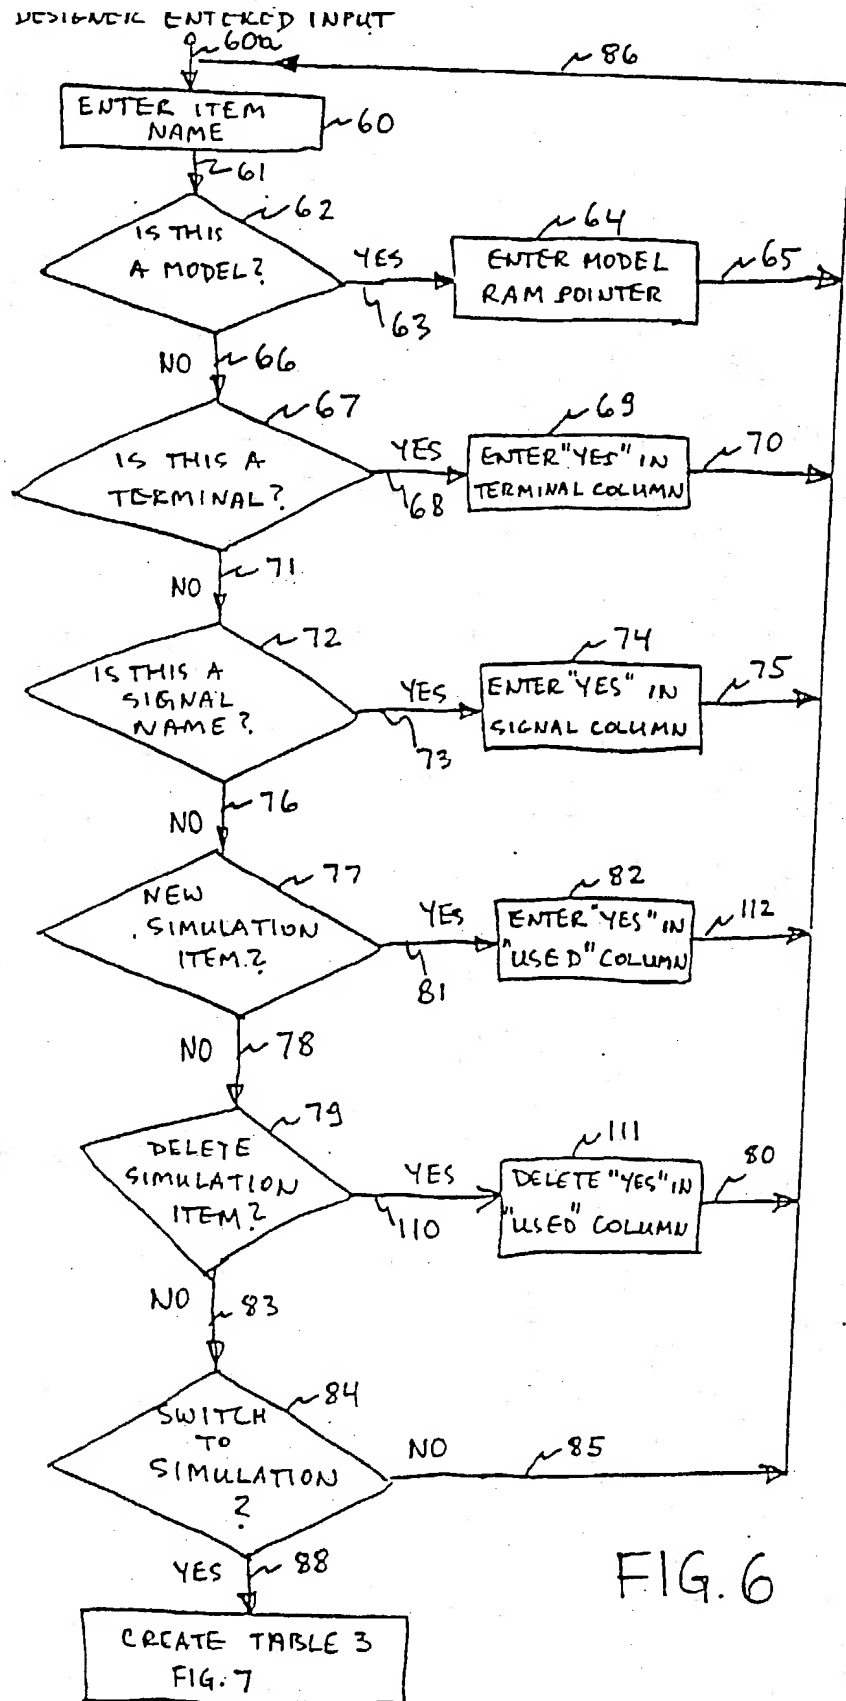 DESIGNER ENTERED INPUT
60a
86
ENTER ITEM
NAME
60
61
62
IS THIS
A MODEL?
YES
63
64
ENTER MODEL
RAM POINTER
65
NO
66
67
IS THIS A
TERMINAL?
YES
68
69
ENTER "YES" IN
TERMINAL COLUMN
70
NO
71
72
IS THIS A
SIGNAL
NAME?
YES
73
74
ENTER "YES" IN
SIGNAL COLUMN
75
NO
76
77
NEW
SIMULATION
ITEM?
YES
81
82
ENTER "YES" IN
"USED" COLUMN
112
NO
78
79
DELETE
SIMULATION
ITEM?
YES
110
111
DELETE "YES" IN
"USED" COLUMN
80
NO
83
84
SWITCH
TO
SIMULATION
?
NO
85
YES
88
CREATE TABLE 3
FIG. 7
FIG. 6